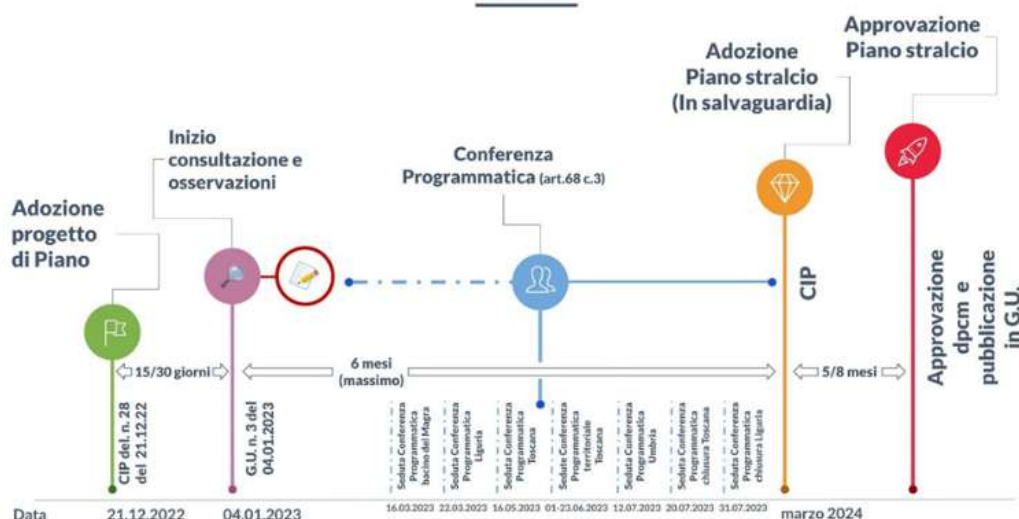 Approvazione
Piano stralcio
Adozione
Piano stralcio
(In salvaguardia)
Inizio
consultazione e
osservazioni
Conferenza
Programmatica (art.68 c.3)
Adozione
progetto
di Piano
CIP
Approvazione
dpcm e
pubblicazione
in G.U.
15/30 giorni
6 mesi
(massimo)
5/8 mesi
CIP del. n. 28
del 21.12.22
G.U. n. 3 del
04.01.2023
Seduta Conferenza
Programmatica
bacino del Magra
Seduta Conferenza
Programmatica
Liguria
Seduta Conferenza
Programmatica
Toscana
Sedute Conferenza
Programmatica
territoriale
Toscana
Seduta Conferenza
Programmatica
Umbria
Seduta Conferenza
Programmatica
chiusura Toscana
Seduta Conferenza
Programmatica
chiusura Liguria
Data 21.12.2022 04.01.2023 16.03.2023 22.03.2023 16.05.2023 01-23.06.2023 12.07.2023 20.07.2023 31.07.2023 marzo 2024